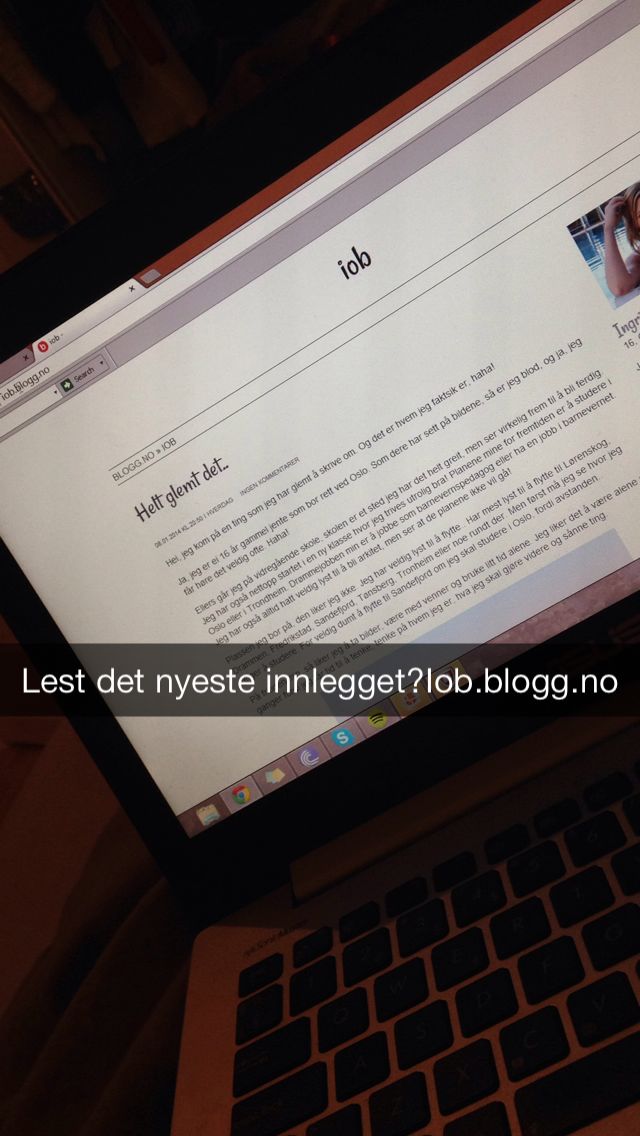 iob -
iob.blogg.no
Search
iob
BLOGG.NO » IOB
Helt glemt det...
08.01.2014 KL.20:50 I HVERDAG INGEN KOMMENTARER
Hei, jeg kom på en ting som jeg har glemt å skrive om. Og det er hvem jeg faktsik er, haha!
Ja, jeg er ei 16 år gammel jente som bor rett ved Oslo. Som dere har sett på bildene, så er jeg blod, og ja, jeg
får høre det veldig ofte. Haha!
Ellers går jeg på vidregående skole, skolen er et sted jeg har det helt greit, men ser virkelig frem til å bli ferdig.
Jeg har også nettopp startet i en ny klasse hvor jeg trives utrolig bra! Planene mine for fremtiden er å studere i
Oslo eller i Trondheim. Drømmejobben min er å jobbe som barnevernspedagog eller ha en jobb i barnevernet.
Jeg har også alltid hatt veldig lyst til å bli arkitet, men ser at de planene ikke vil gå!
Plassen jeg bor på, den liker jeg ikke. Jeg har veldig lyst til å flytte. Har mest lyst til å flytte til Lørenskog,
Drammen, Fredrikstad, Sandefjord, Tønsberg, Tronheim eller noe rundt der. Men først må jeg se hvor jeg
å studere. For veldig dumt å flytte til Sandefjord om jeg skal studere i Oslo, fordi avstanden.
På så liker jeg å ta bilder, være med venner og bruke litt tid alene. Jeg liker det å være alene
ganger tid til å tenke, tenke på hvem jeg er, hva jeg skal gjøre videre og sånne ting.
Ingri
16,
Lest det nyeste innlegget?Iob.blogg.no